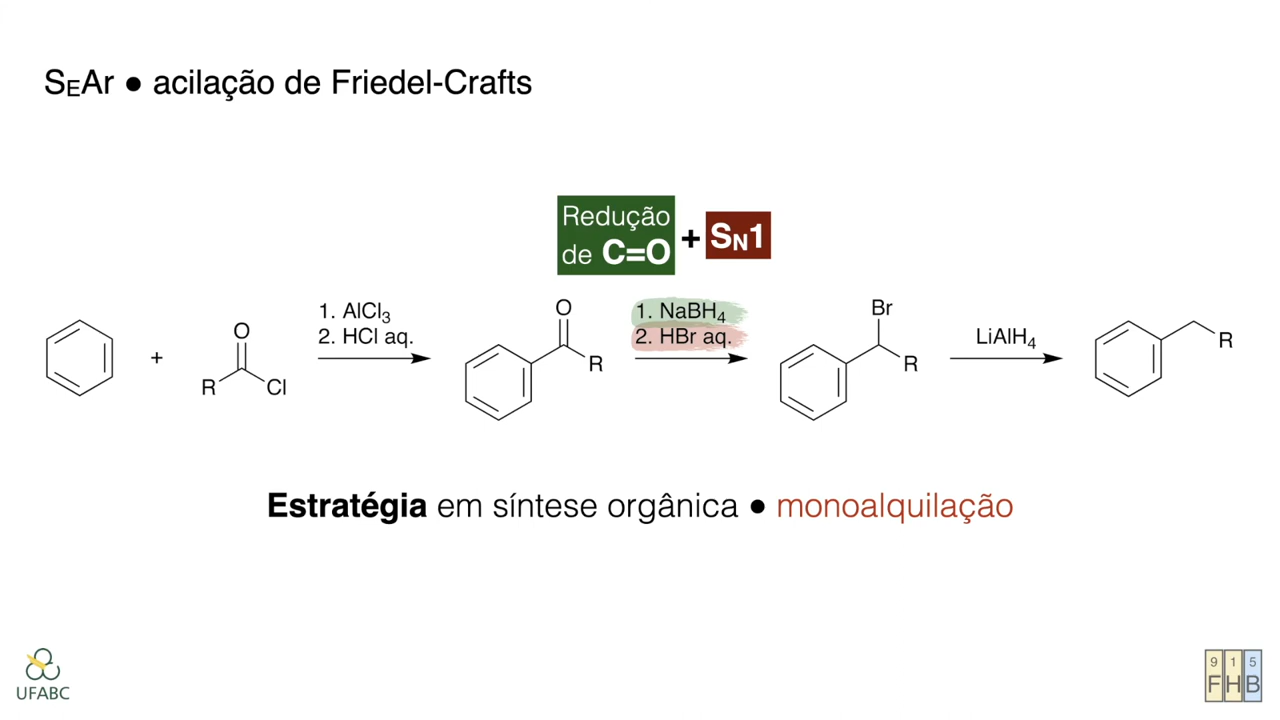 SEAr ● acilação de Friedel-Crafts
Redução
de C=O
+
SN1
1. AlCl3
2. HCl aq.
1. NaBH4
2. HBr aq.
LiAlH4
+
O
R
Cl
O
R
Br
R
R
Estratégia em síntese orgânica ● monoalquilação
UFABC
9 1 5
F H B